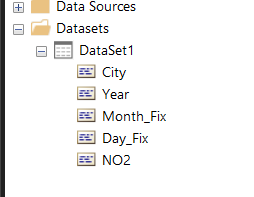 Data Sources
Datasets
DataSet1
City
Year
Month_Fix
Day_Fix
NO2